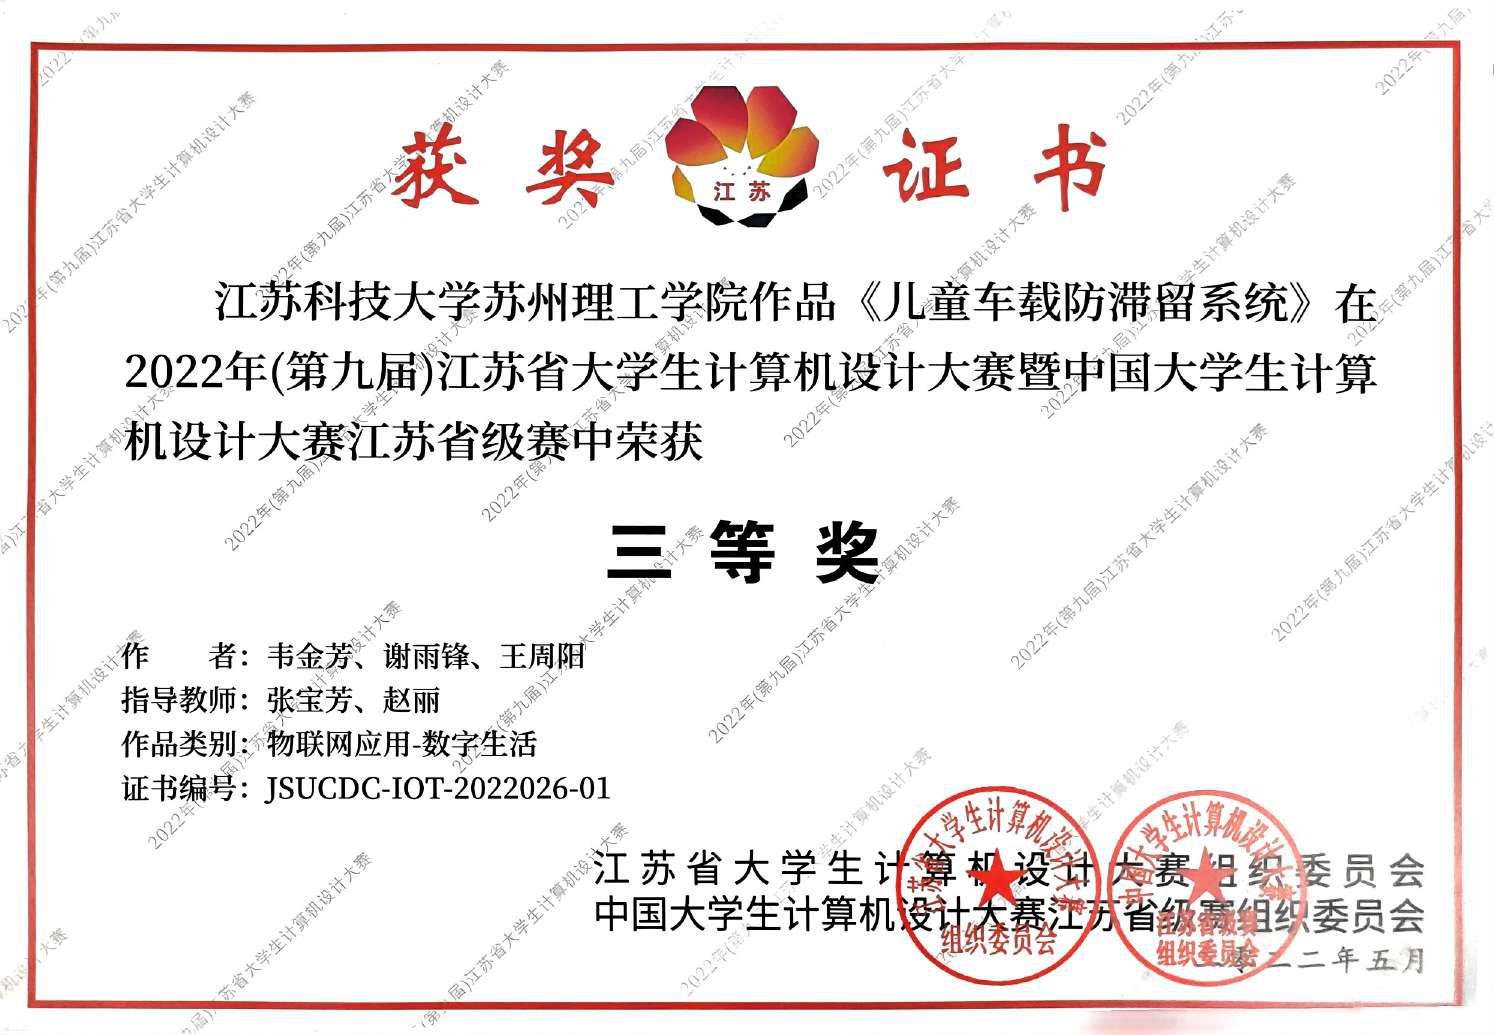 获奖证书
江苏
江苏科技大学苏州理工学院作品《儿童车载防滞留系统》在
2022年(第九届)江苏省大学生计算机设计大赛暨中国大学生计算
机设计大赛江苏省级赛中荣获
三等奖
作　　者：韦金芳、谢雨锋、王周阳
指导教师：张宝芳、赵丽
作品类别：物联网应用-数字生活
证书编号：JSUCDC-IOT-2022026-01
江苏省大学生计算机设计大赛组织委员会
中国大学生计算机设计大赛江苏省级赛组织委员会
二零二二年五月
江苏省大学生计算机设计大赛
组织委员会
中国大学生计算机设计大赛
江苏省级赛
组织委员会
2022年(第九届)江苏省大学生计算机设计大赛